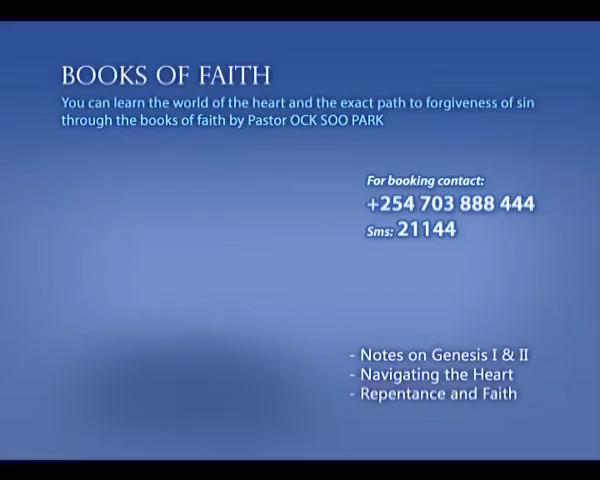 BOOKS OF FAITH
You can learn the world of the heart and the exact path to forgiveness of sin
through the books of faith by Pastor OCK SOO PARK
For booking contact:
+254 703 888 444
Sms: 21144
- Notes on Genesis I & II
- Navigating the Heart
- Repentance and Faith